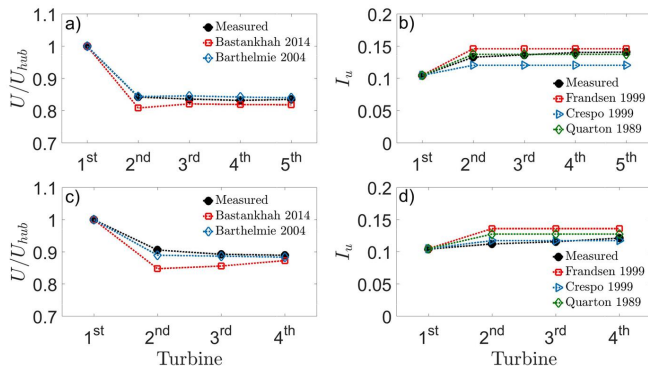 a)
U/U_hub
1.1
1
0.9
0.8
0.7
1st 2nd 3rd 4th 5th
Measured
Bastankhah 2014
Barthelmie 2004
b)
I_u
0.2
0.15
0.1
0.05
0
1st 2nd 3rd 4th 5th
Measured
Frandsen 1999
Crespo 1999
Quarton 1989
c)
U/U_hub
1.1
1
0.9
0.8
0.7
1st 2nd 3rd 4th
Turbine
Measured
Bastankhah 2014
Barthelmie 2004
d)
I_u
0.2
0.15
0.1
0.05
0
1st 2nd 3rd 4th
Turbine
Measured
Frandsen 1999
Crespo 1999
Quarton 1989